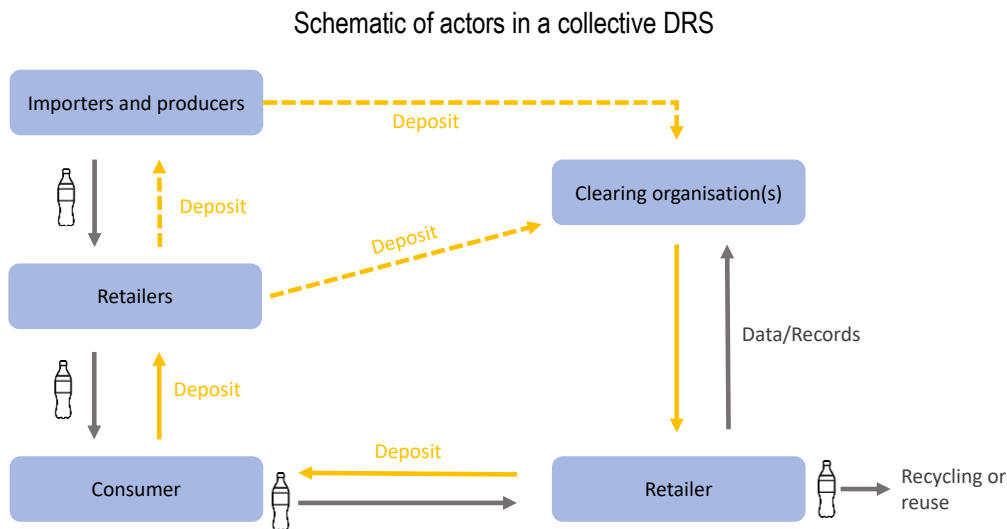 Schematic of actors in a collective DRS
Importers and producers
Deposit
Deposit
Clearing organisation(s)
Deposit
Retailers
Data/Records
Deposit
Deposit
Consumer
Retailer
Recycling or
reuse